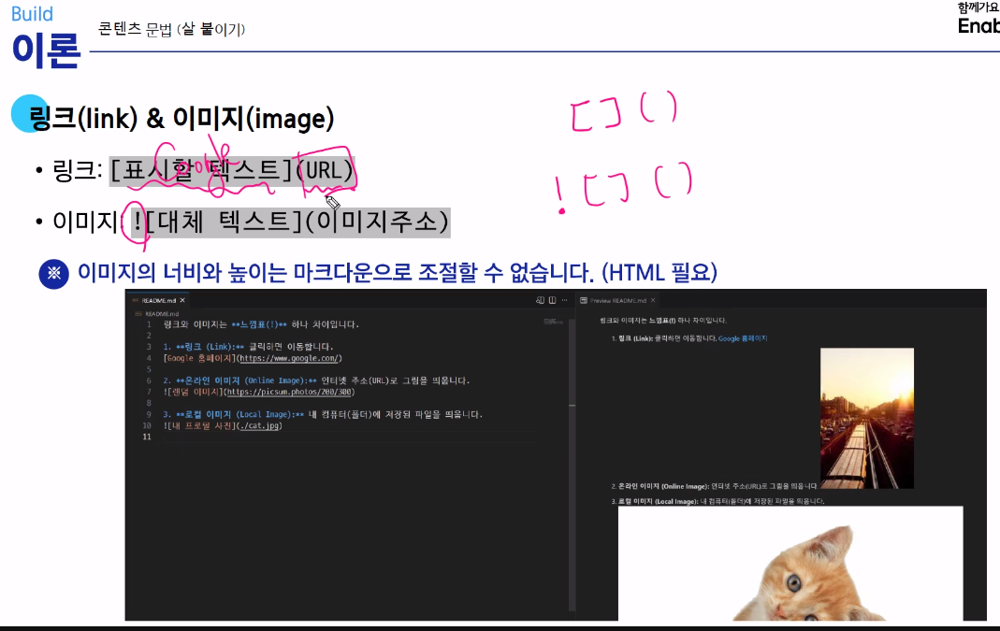 Build
이론
콘텐츠 문법 (살 붙이기)
함께가요
Enab
링크(link) & 이미지(image)
[ ] ( )
Google
• 링크: [표시할 텍스트](URL)
! [ ] ( )
• 이미지: ![대체 텍스트](이미지주소)
※ 이미지의 너비와 높이는 마크다운으로 조절할 수 없습니다. (HTML 필요)
README.md ×
README.md
1 링크와 이미지는 **느낌표(!)** 하나 차이입니다.
2
3 1. **링크 (Link):** 클릭하면 이동합니다.
4 [Google 홈페이지](https://www.google.com/)
5
6 2. **온라인 이미지 (Online Image):** 인터넷 주소(URL)로 그림을 띄웁니다.
7 ![랜덤 이미지](https://picsum.photos/200/300)
8
9 3. **로컬 이미지 (Local Image):** 내 컴퓨터(폴더)에 저장된 파일을 띄웁니다.
10 ![내 프로필 사진](./cat.jpg)
11
Preview README.md ×
링크와 이미지는 느낌표(!) 하나 차이입니다.
1. 링크 (Link): 클릭하면 이동합니다. Google 홈페이지
2. 온라인 이미지 (Online Image): 인터넷 주소(URL)로 그림을 띄웁니다.
3. 로컬 이미지 (Local Image): 내 컴퓨터(폴더)에 저장된 파일을 띄웁니다.